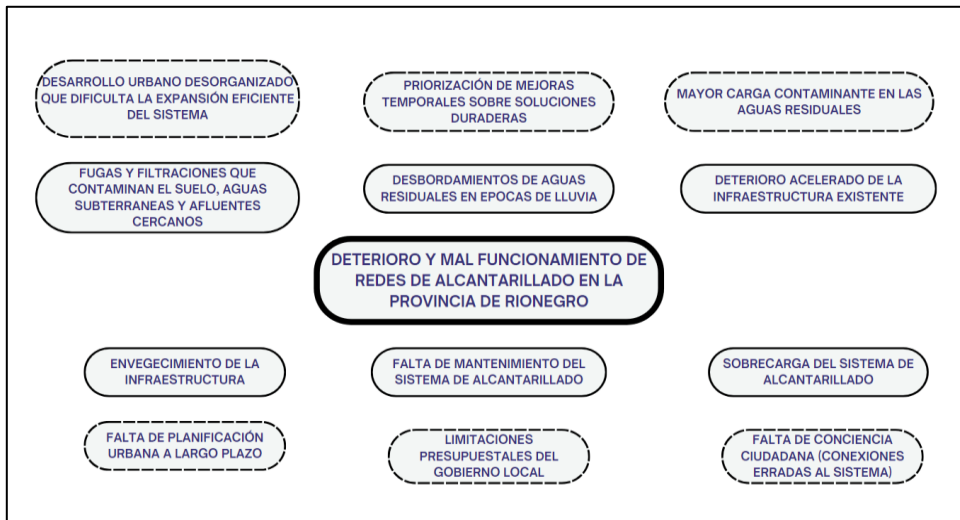 DESARROLLO URBANO DESORGANIZADO
QUE DIFICULTA LA EXPANSIÓN EFICIENTE
DEL SISTEMA
PRIORIZACIÓN DE MEJORAS
TEMPORALES SOBRE SOLUCIONES
DURADERAS
MAYOR CARGA CONTAMINANTE EN LAS
AGUAS RESIDUALES
FUGAS Y FILTRACIONES QUE
CONTAMINAN EL SUELO, AGUAS
SUBTERRANEAS Y AFLUENTES
CERCANOS
DESBORDAMIENTOS DE AGUAS
RESIDUALES EN EPOCAS DE LLUVIA
DETERIORO ACELERADO DE LA
INFRAESTRUCTURA EXISTENTE
DETERIORO Y MAL FUNCIONAMIENTO DE
REDES DE ALCANTARILLADO EN LA
PROVINCIA DE RIONEGRO
ENVEGECIMIENTO DE LA
INFRAESTRUCTURA
FALTA DE MANTENIMIENTO DEL
SISTEMA DE ALCANTARILLADO
SOBRECARGA DEL SISTEMA DE
ALCANTARILLADO
FALTA DE PLANIFICACIÓN
URBANA A LARGO PLAZO
LIMITACIONES
PRESUPUESTALES DEL
GOBIERNO LOCAL
FALTA DE CONCIENCIA
CIUDADANA (CONEXIONES
ERRADAS AL SISTEMA)